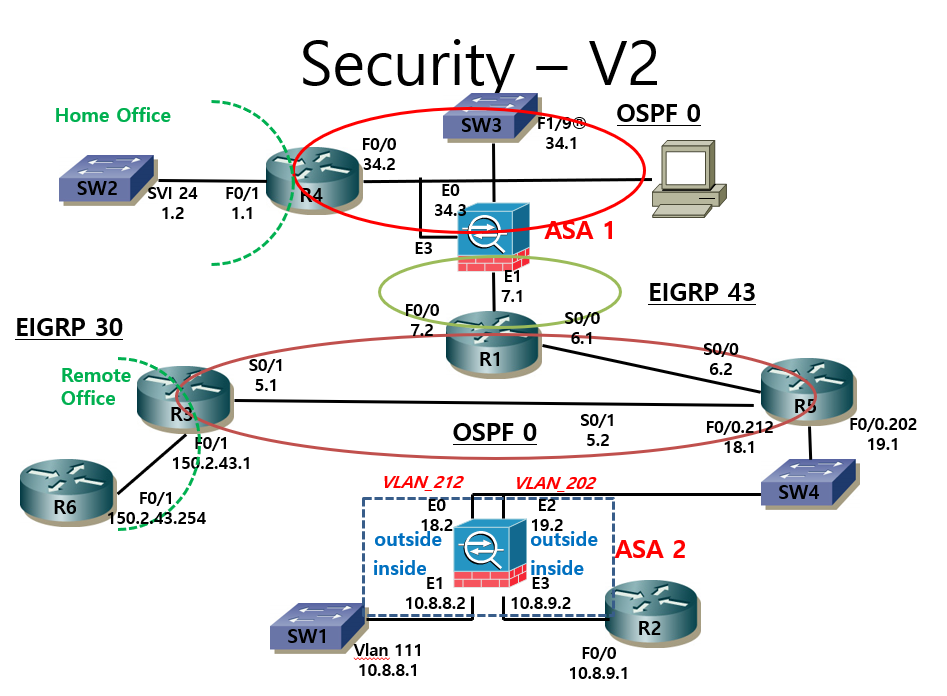 Security – V2
Home Office
SW3
F1/9®
34.1
OSPF 0
SW2
SVI 24
1.2
F0/1
1.1
R4
F0/0
34.2
E0
34.3
E3
ASA 1
E1
7.1
EIGRP 43
F0/0
7.2
S0/0
6.1
R1
EIGRP 30
Remote
Office
S0/1
5.1
S0/0
6.2
R3
R5
OSPF 0
S0/1
5.2
F0/0.212
18.1
F0/0.202
19.1
F0/1
150.2.43.1
R6
F0/1
150.2.43.254
SW4
VLAN_212
VLAN_202
E0
18.2
E2
19.2
outside
outside
ASA 2
inside
inside
E1
10.8.8.2
E3
10.8.9.2
SW1
Vlan 111
10.8.8.1
R2
F0/0
10.8.9.1